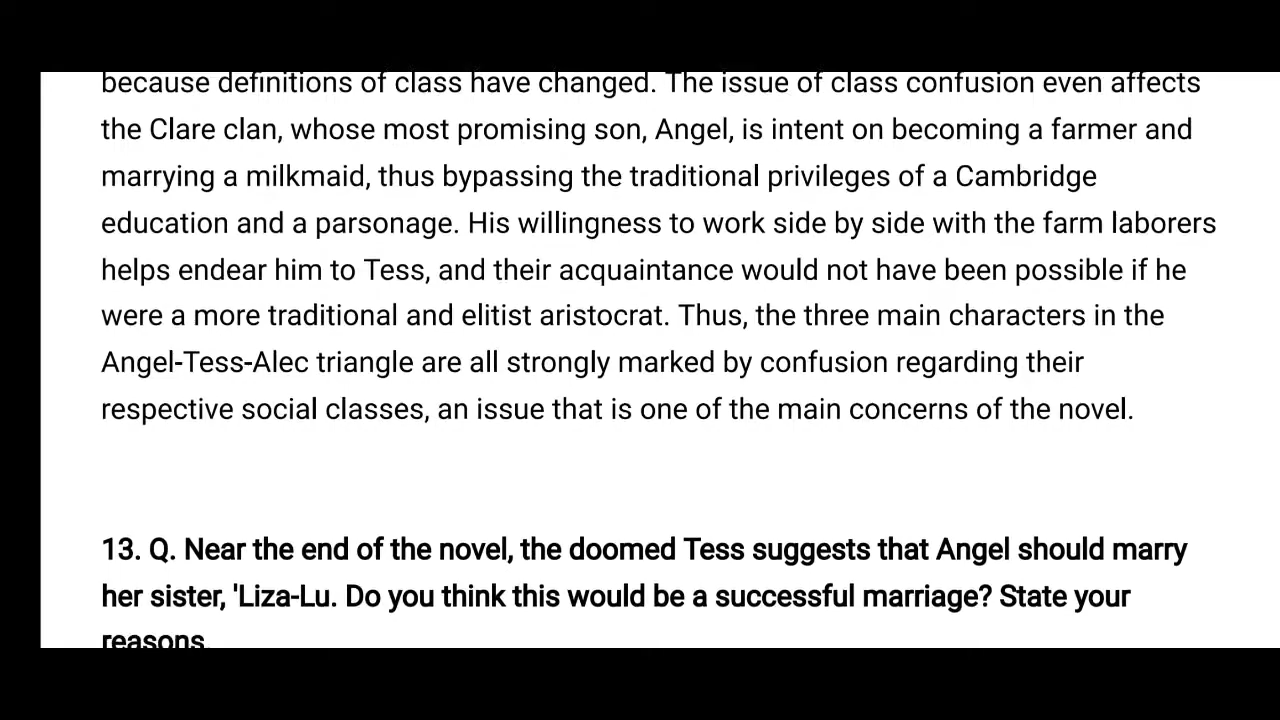 because definitions of class have changed. The issue of class confusion even affects
the Clare clan, whose most promising son, Angel, is intent on becoming a farmer and
marrying a milkmaid, thus bypassing the traditional privileges of a Cambridge
education and a parsonage. His willingness to work side by side with the farm laborers
helps endear him to Tess, and their acquaintance would not have been possible if he
were a more traditional and elitist aristocrat. Thus, the three main characters in the
Angel-Tess-Alec triangle are all strongly marked by confusion regarding their
respective social classes, an issue that is one of the main concerns of the novel.
13. Q. Near the end of the novel, the doomed Tess suggests that Angel should marry
her sister, 'Liza-Lu. Do you think this would be a successful marriage? State your
reasons.